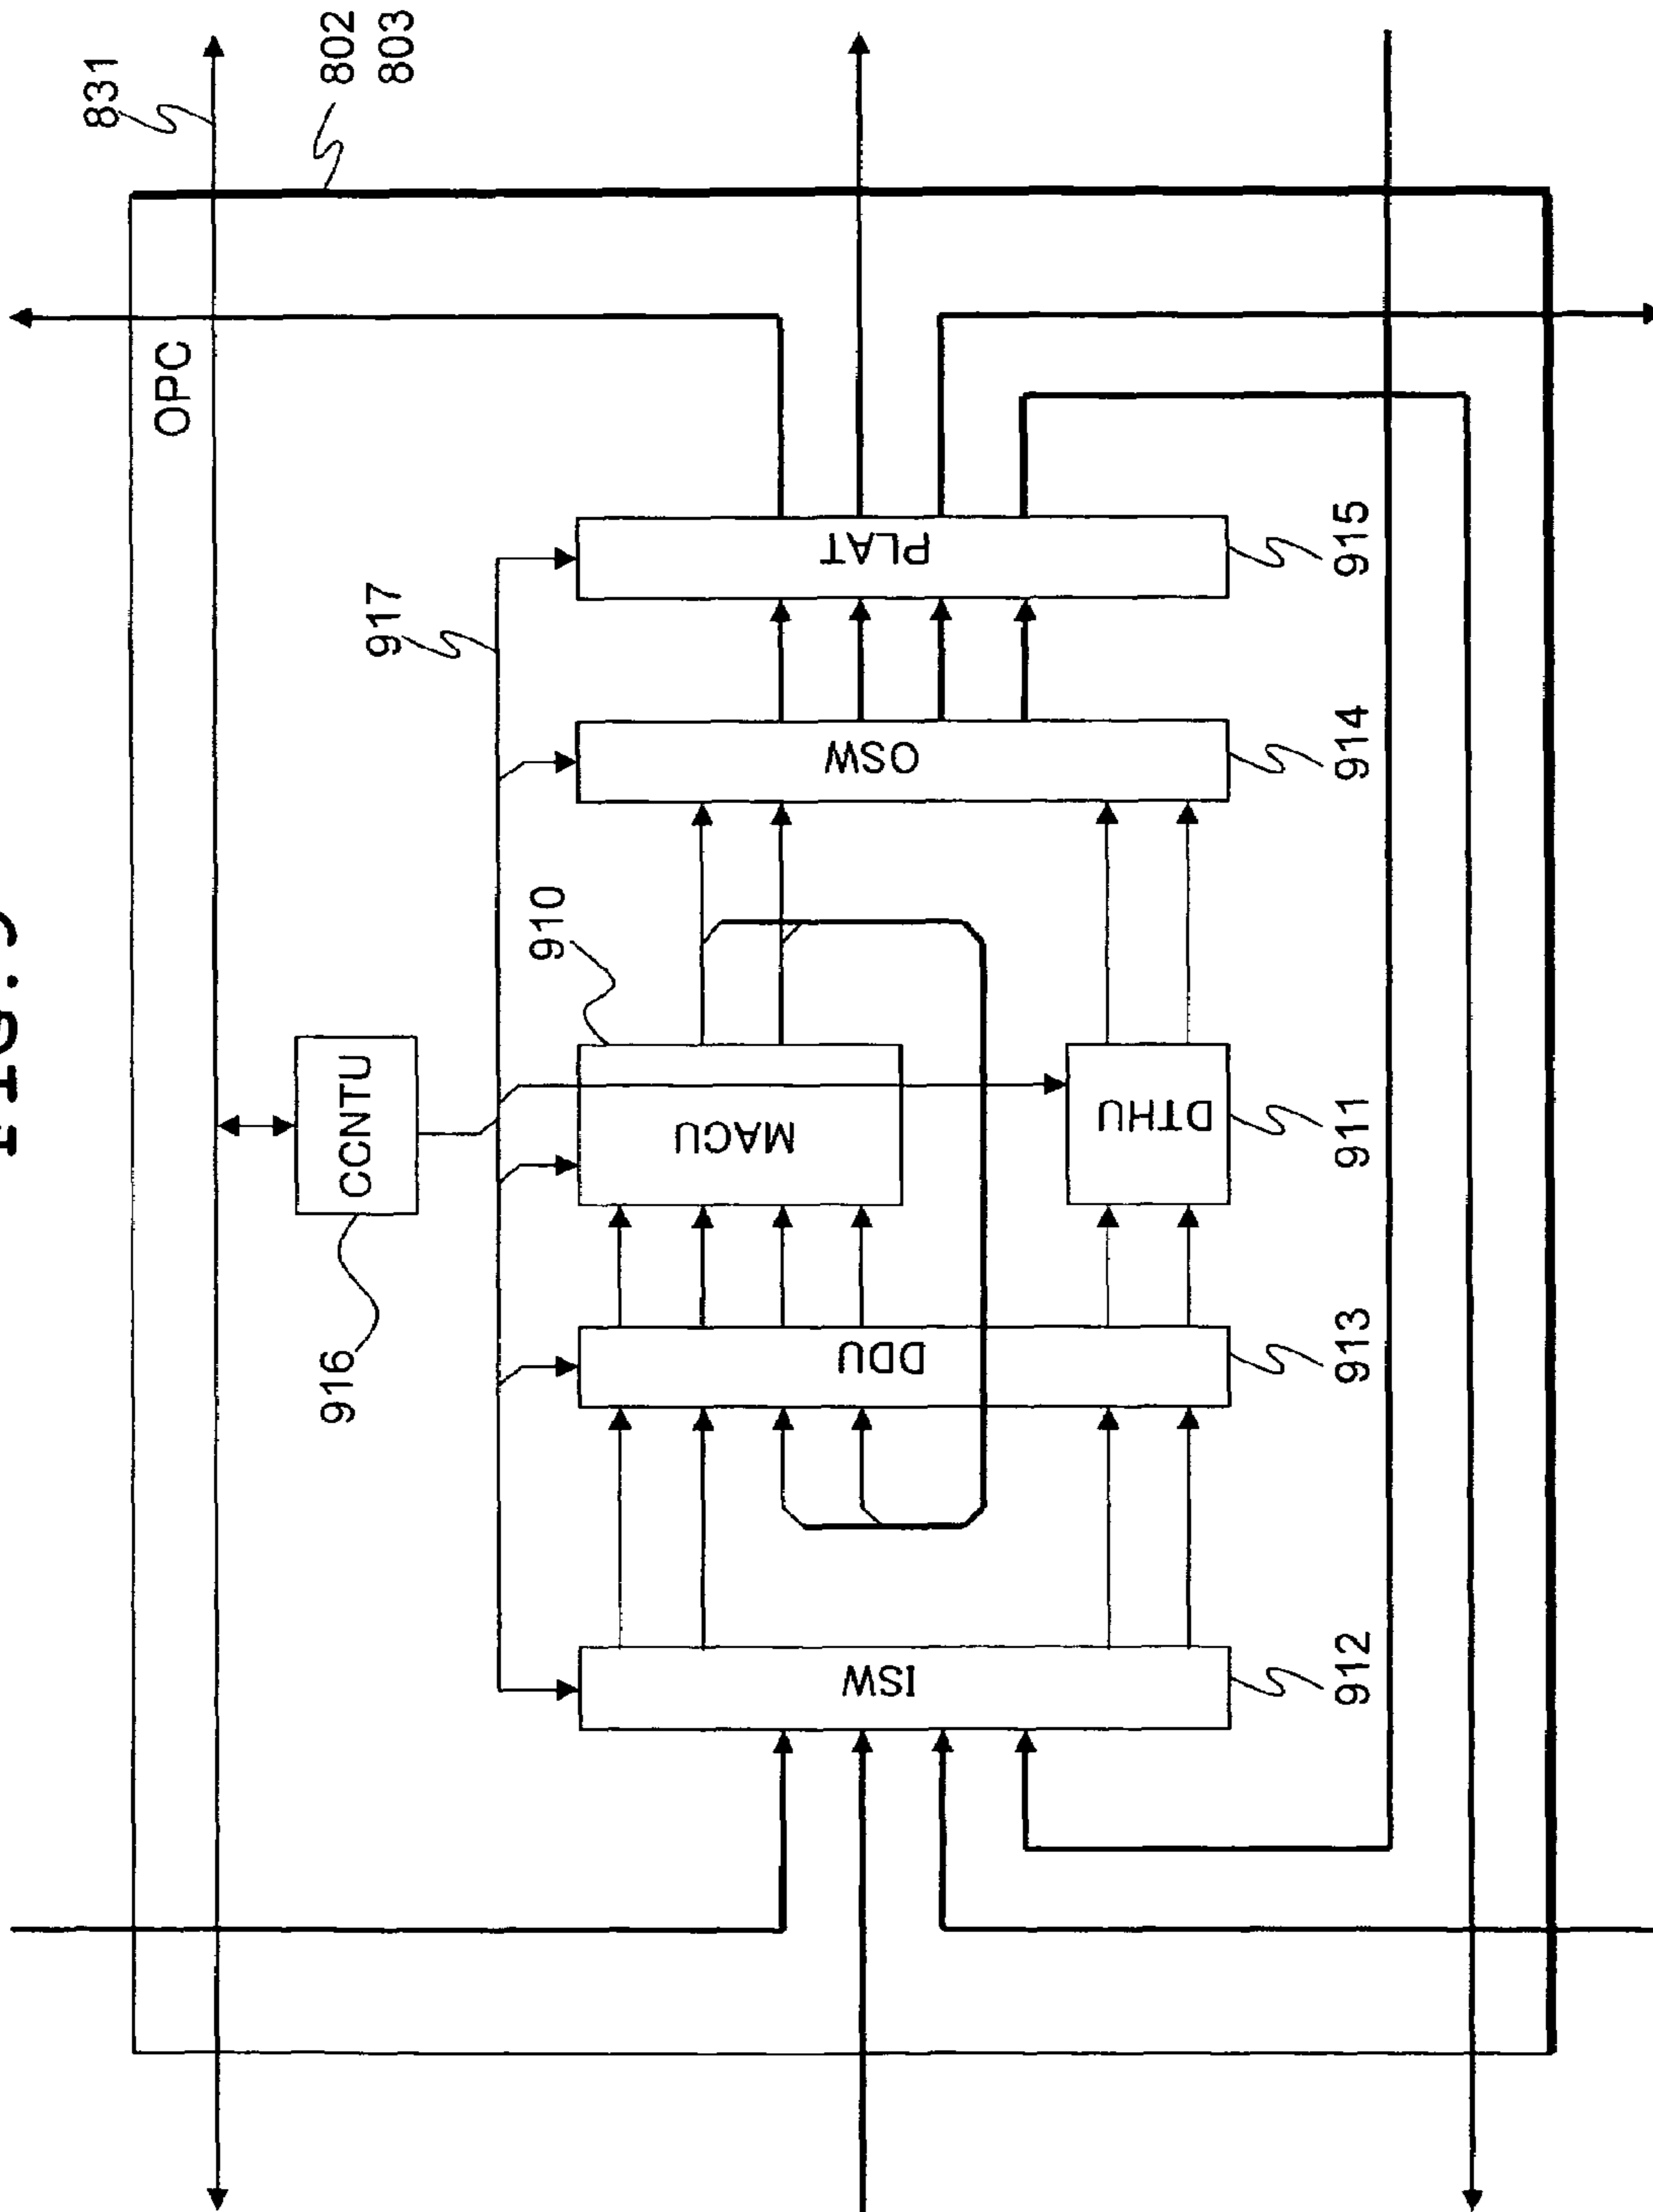 831
802
803
OPC
917
CCNTU
916
910
ISW
DDU
MACU
DTHU
OSW
PLAT
912
913
911
914
915